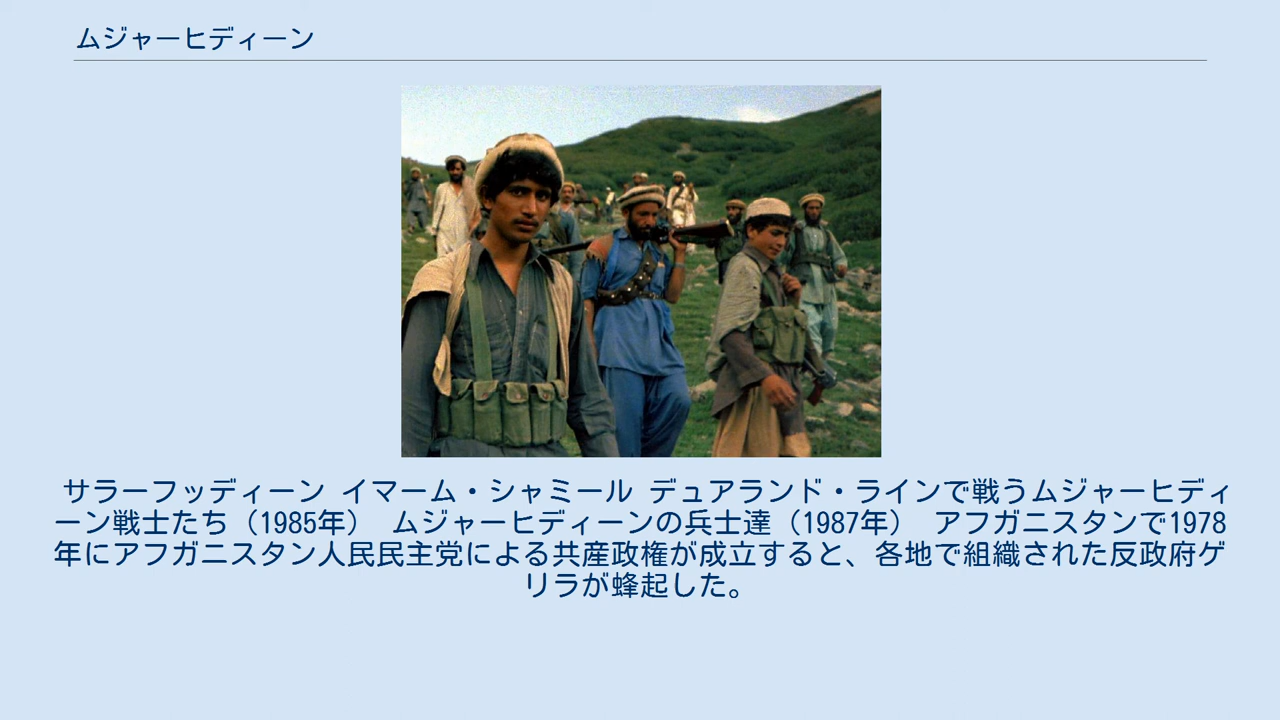 ムジャーヒディーン
サラーフッディーン イマーム・シャミール デュアランド・ラインで戦うムジャーヒディ
ーン戦士たち（1985年） ムジャーヒディーンの兵士達（1987年） アフガニスタンで1978
年にアフガニスタン人民民主党による共産政権が成立すると、各地で組織された反政府ゲ
リラが蜂起した。